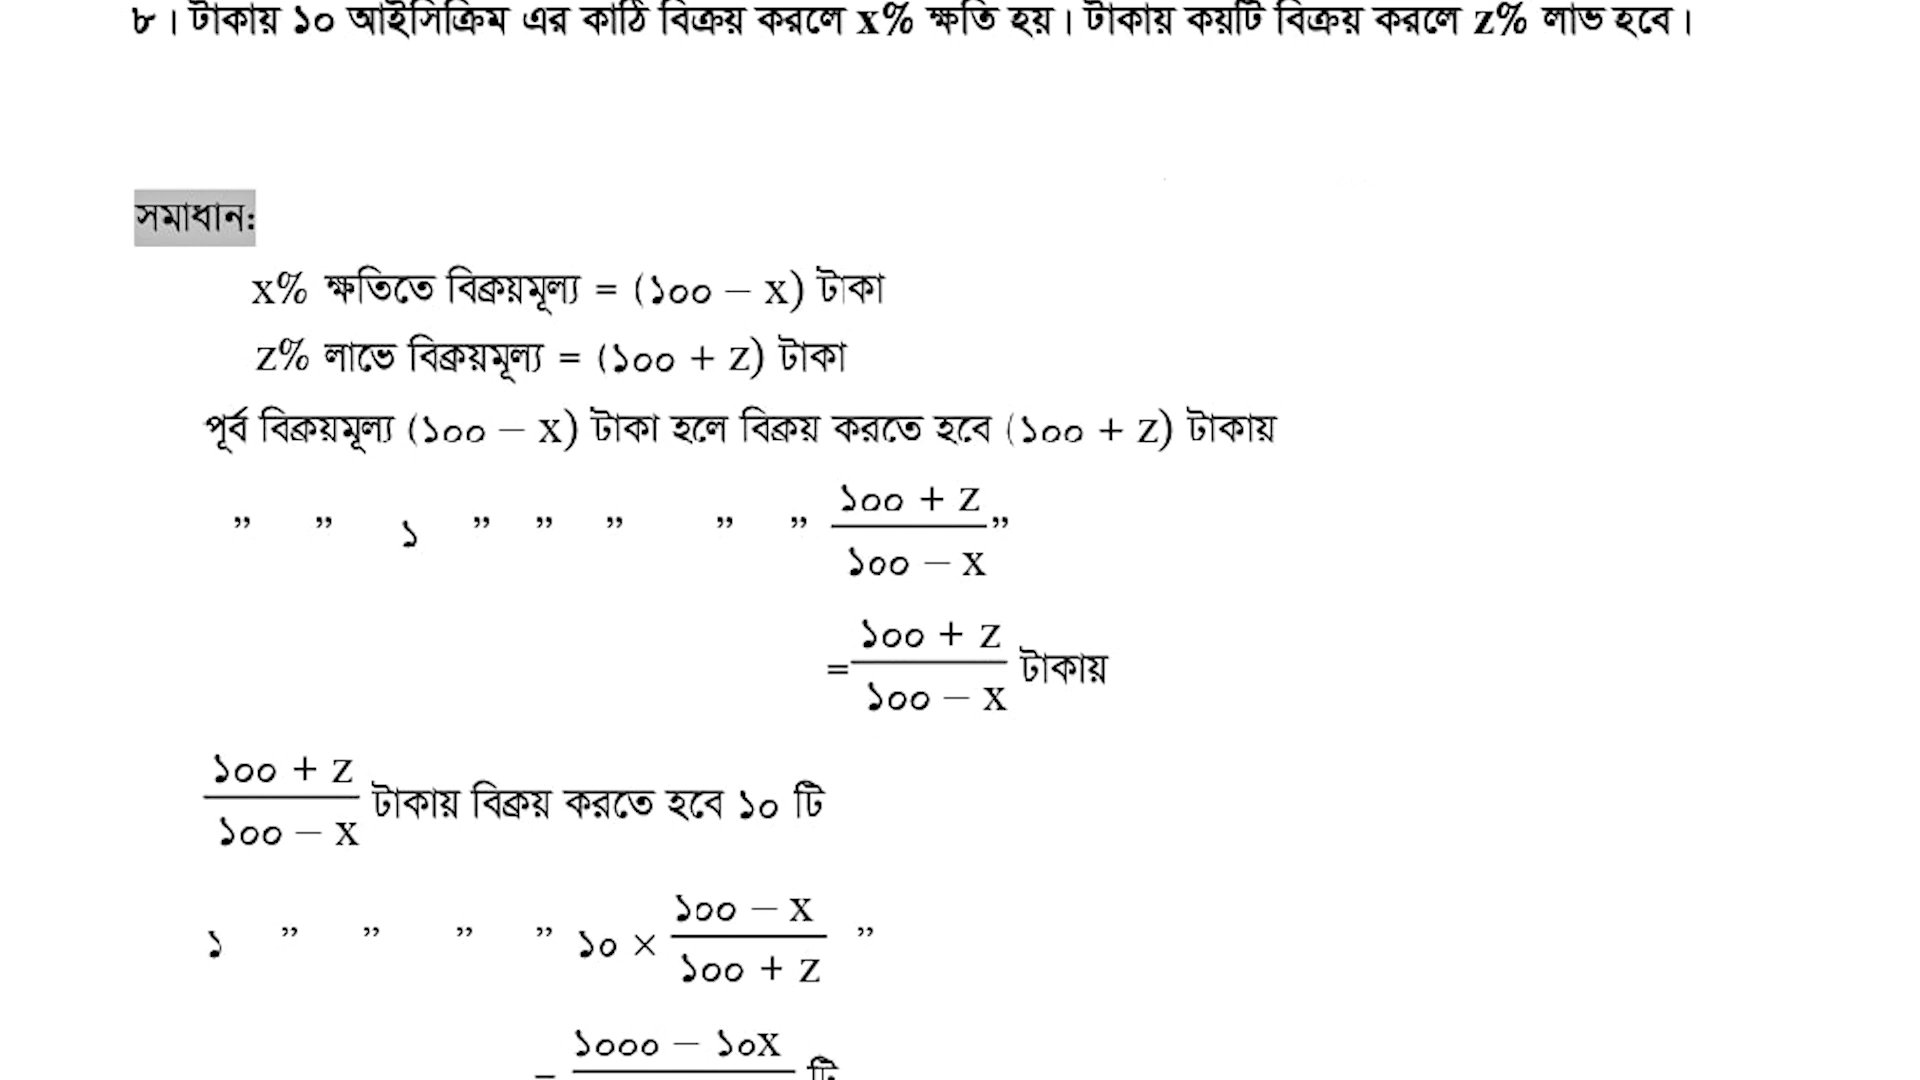 ৮। টাকায় ১০ আইসিক্রিম এর কাঠি বিক্রয় করলে x% ক্ষতি হয়। টাকায় কয়টি বিক্রয় করলে z% লাভ হবে।
সমাধান:
x% ক্ষতিতে বিক্রয়মূল্য = (১০০ – x) টাকা
z% লাভে বিক্রয়মূল্য = (১০০ + z) টাকা
পূর্ব বিক্রয়মূল্য (১০০ – x) টাকা হলে বিক্রয় করতে হবে (১০০ + z) টাকায়
১০০ + z
” ” ১ ” ” ” ” ” ”
১০০ – x
১০০ + z
= টাকায়
১০০ – x
১০০ + z
টাকায় বিক্রয় করতে হবে ১০ টি
১০০ – x
১০০ – x
১ ” ” ” ” ১০ × ”
১০০ + z
১০০০ – ১০x
= টি